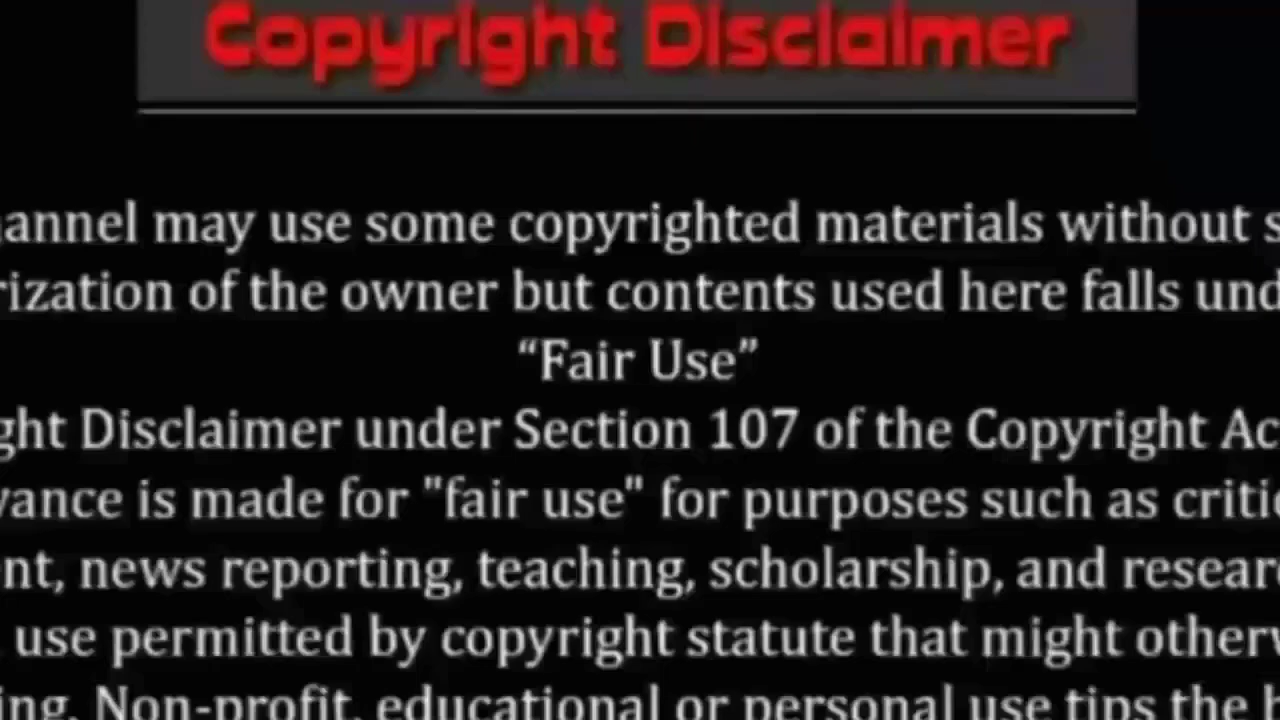 Copyright Disclaimer
hannel may use some copyrighted materials without s
rization of the owner but contents used here falls und
“Fair Use”
ght Disclaimer under Section 107 of the Copyright Ac
vance is made for "fair use" for purposes such as critic
nt, news reporting, teaching, scholarship, and resear
use permitted by copyright statute that might otherw
ing. Non-profit, educational or personal use tips the b